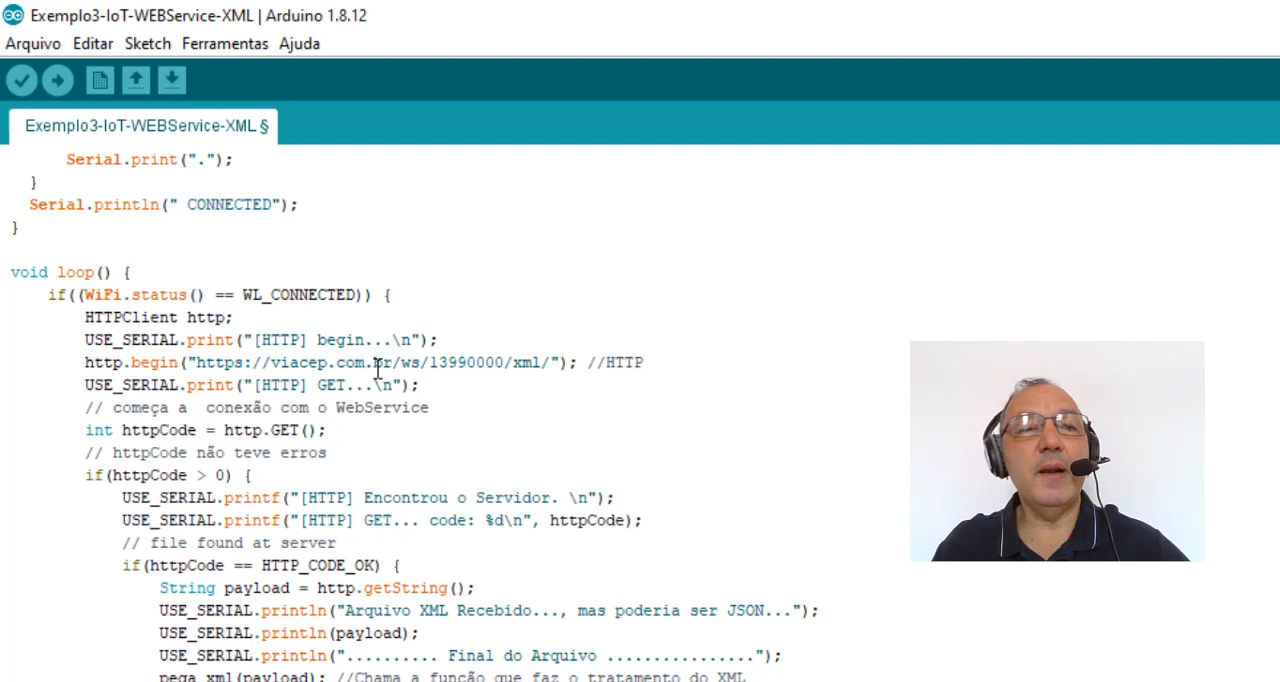 Exemplo3-IoT-WEBService-XML | Arduino 1.8.12
Arquivo Editar Sketch Ferramentas Ajuda
Exemplo3-IoT-WEBService-XML §
Serial.print(".");
}
Serial.println(" CONNECTED");
}
void loop() {
if((WiFi.status() == WL_CONNECTED)) {
HTTPClient http;
USE_SERIAL.print("[HTTP] begin...\n");
http.begin("https://viacep.com.br/ws/13990000/xml/"); //HTTP
USE_SERIAL.print("[HTTP] GET...\n");
// começa a  conexão com o WebService
int httpCode = http.GET();
// httpCode não teve erros
if(httpCode > 0) {
USE_SERIAL.printf("[HTTP] Encontrou o Servidor. \n");
USE_SERIAL.printf("[HTTP] GET... code: %d\n", httpCode);
// file found at server
if(httpCode == HTTP_CODE_OK) {
String payload = http.getString();
USE_SERIAL.println("Arquivo XML Recebido..., mas poderia ser JSON...");
USE_SERIAL.println(payload);
USE_SERIAL.println(".......... Final do Arquivo ................");
pega_xml(payload); //Chama a função que faz o tratamento do XML